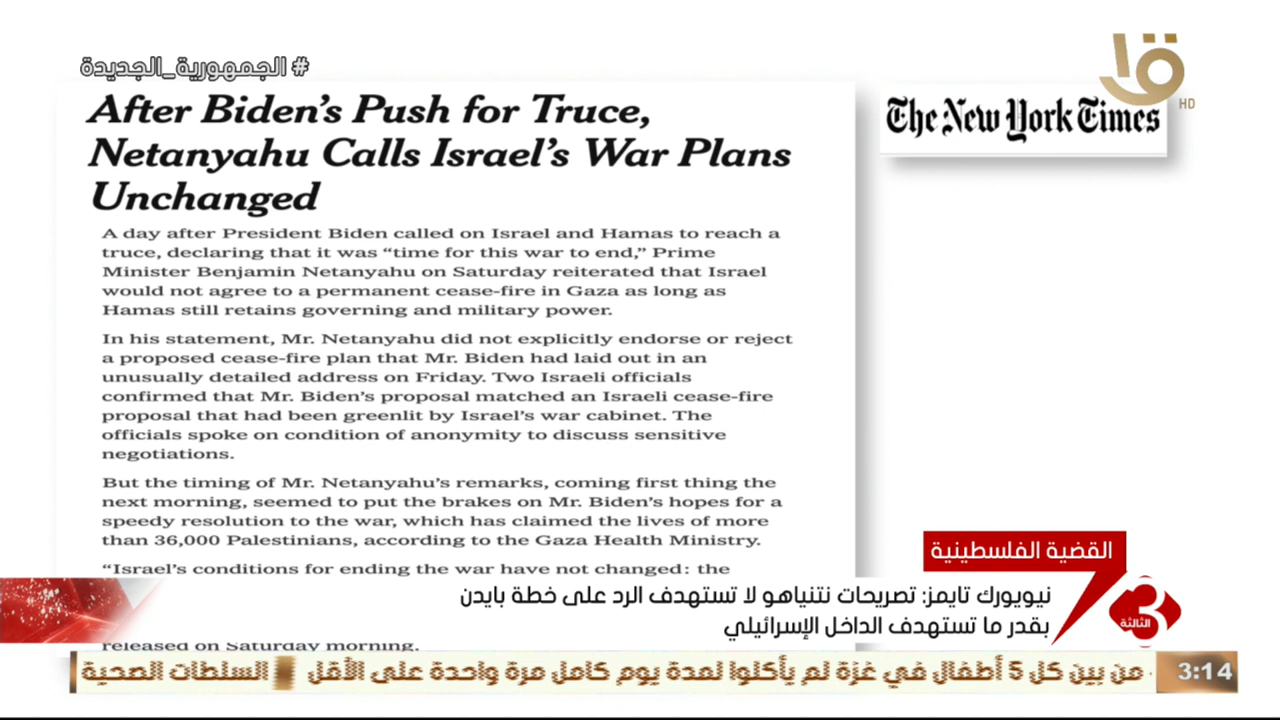 # الجمهورية_الجديدة
After Biden's Push for Truce,
Netanyahu Calls Israel's War Plans
Unchanged
The New York Times
HD
A day after President Biden called on Israel and Hamas to reach a
truce, declaring that it was “time for this war to end,” Prime
Minister Benjamin Netanyahu on Saturday reiterated that Israel
would not agree to a permanent cease-fire in Gaza as long as
Hamas still retains governing and military power.
In his statement, Mr. Netanyahu did not explicitly endorse or reject
a proposed cease-fire plan that Mr. Biden had laid out in an
unusually detailed address on Friday. Two Israeli officials
confirmed that Mr. Biden’s proposal matched an Israeli cease-fire
proposal that had been greenlit by Israel’s war cabinet. The
officials spoke on condition of anonymity to discuss sensitive
negotiations.
But the timing of Mr. Netanyahu’s remarks, coming first thing the
next morning, seemed to put the brakes on Mr. Biden’s hopes for a
speedy resolution to the war, which has claimed the lives of more
than 36,000 Palestinians, according to the Gaza Health Ministry.
“Israel’s conditions for ending the war have not changed: the
released on Saturday morning.
القضية الفلسطينية
نيويورك تايمز: تصريحات نتنياهو لا تستهدف الرد على خطة بايدن
بقدر ما تستهدف الداخل الإسرائيلي
3 الثالثة
من بين كل 5 أطفال في غزة لم يأكلوا لمدة يوم كامل مرة واحدة على الأقل السلطات الصحية
3:14